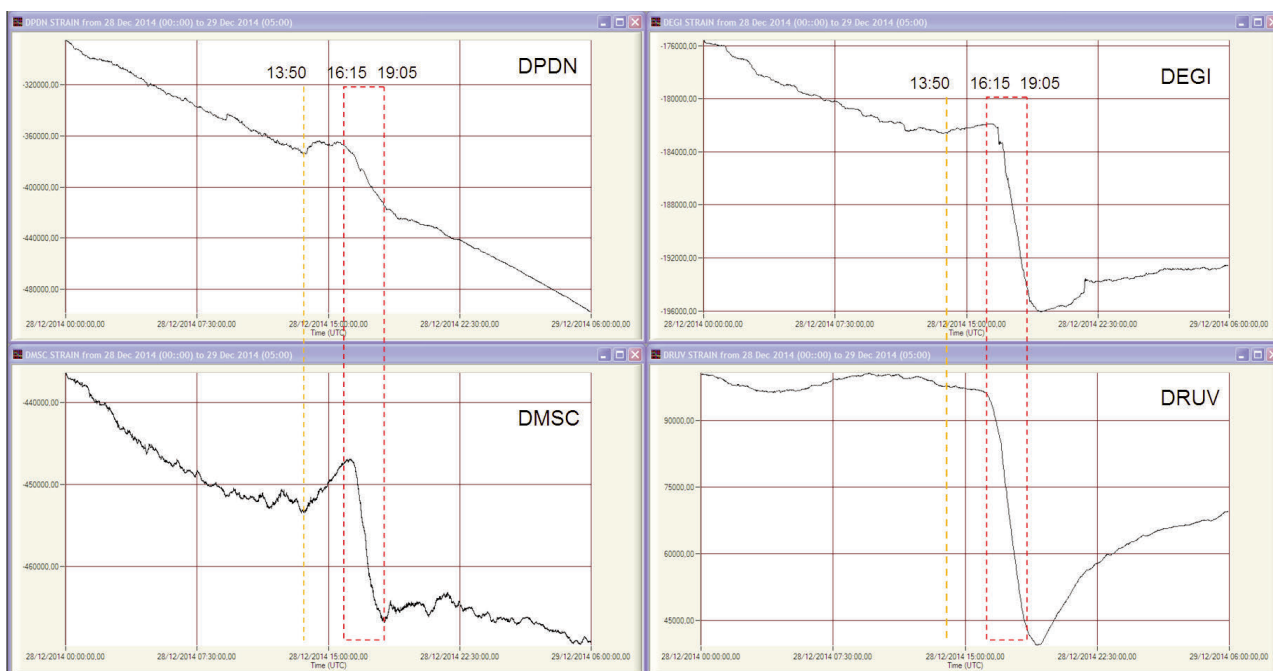 DPDN STRAIN from 28 Dec 2014 (00::00) to 29 Dec 2014 (05:00)
13:50 16:15 19:05
DPDN
-320000.00
-360000.00
-400000.00
-440000.00
-480000.00
28/12/2014 00:00:00,00 28/12/2014 07:30:00,00 28/12/2014 15:00:00,00 28/12/2014 22:30:00,00 29/12/2014 06:00:00,00
Time (UTC)
DEGI STRAIN from 28 Dec 2014 (00::00) to 29 Dec 2014 (05:00)
13:50 16:15 19:05
DEGI
-176000.00
-180000.00
-184000.00
-188000.00
-192000.00
-196000.00
28/12/2014 00:00:00,00 28/12/2014 07:30:00,00 28/12/2014 15:00:00,00 28/12/2014 22:30:00,00 29/12/2014 06:00:00,00
Time (UTC)
DMSC STRAIN from 28 Dec 2014 (00::00) to 29 Dec 2014 (05:00)
DMSC
-440000.00
-450000.00
-460000.00
28/12/2014 00:00:00,00 28/12/2014 07:30:00,00 28/12/2014 15:00:00,00 28/12/2014 22:30:00,00 29/12/2014 06:00:00,00
Time (UTC)
DRUV STRAIN from 28 Dec 2014 (00::00) to 29 Dec 2014 (05:00)
DRUV
90000.00
75000.00
60000.00
45000.00
28/12/2014 00:00:00,00 28/12/2014 07:30:00,00 28/12/2014 15:00:00,00 28/12/2014 22:30:00,00 29/12/2014 06:00:00,00
Time (UTC)